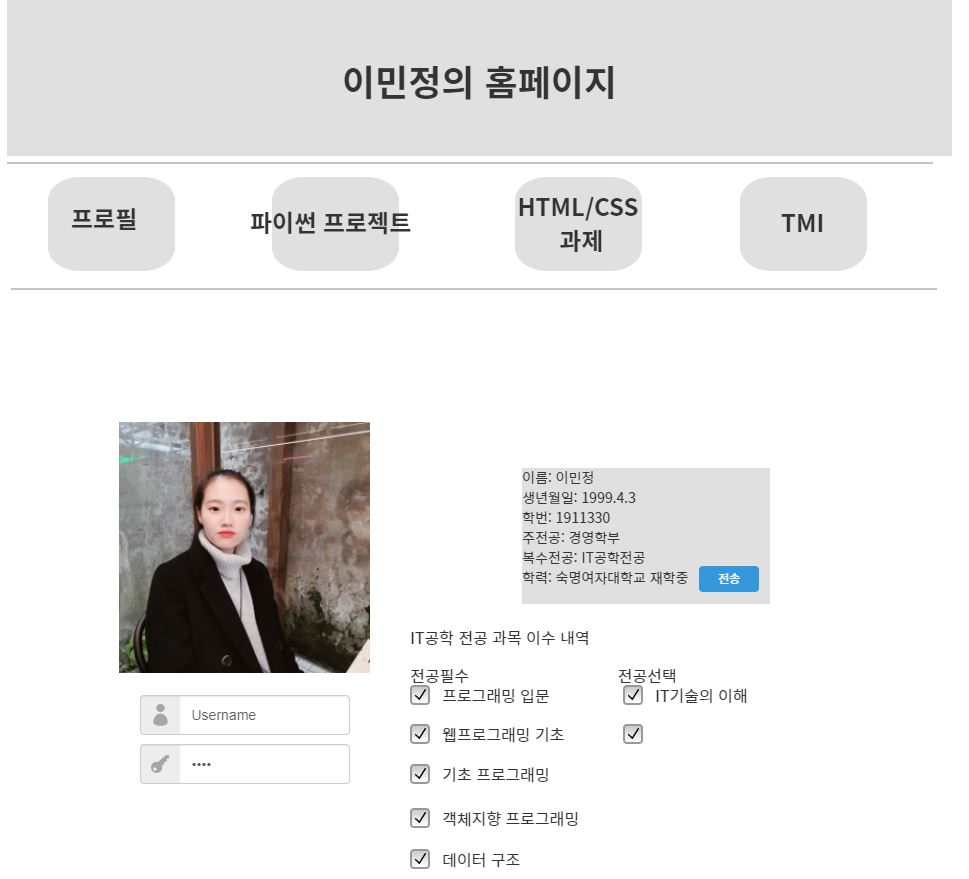 이민정의 홈페이지
프로필
파이썬 프로젝트
HTML/CSS
과제
TMI
이름: 이민정
생년월일: 1999.4.3
학번: 1911330
주전공: 경영학부
복수전공: IT공학전공
학력: 숙명여자대학교 재학중
전송
IT공학 전공 과목 이수 내역
전공필수
전공선택
프로그래밍 입문
IT기술의 이해
Username
웹프로그래밍 기초
••••
기초 프로그래밍
객체지향 프로그래밍
데이터 구조